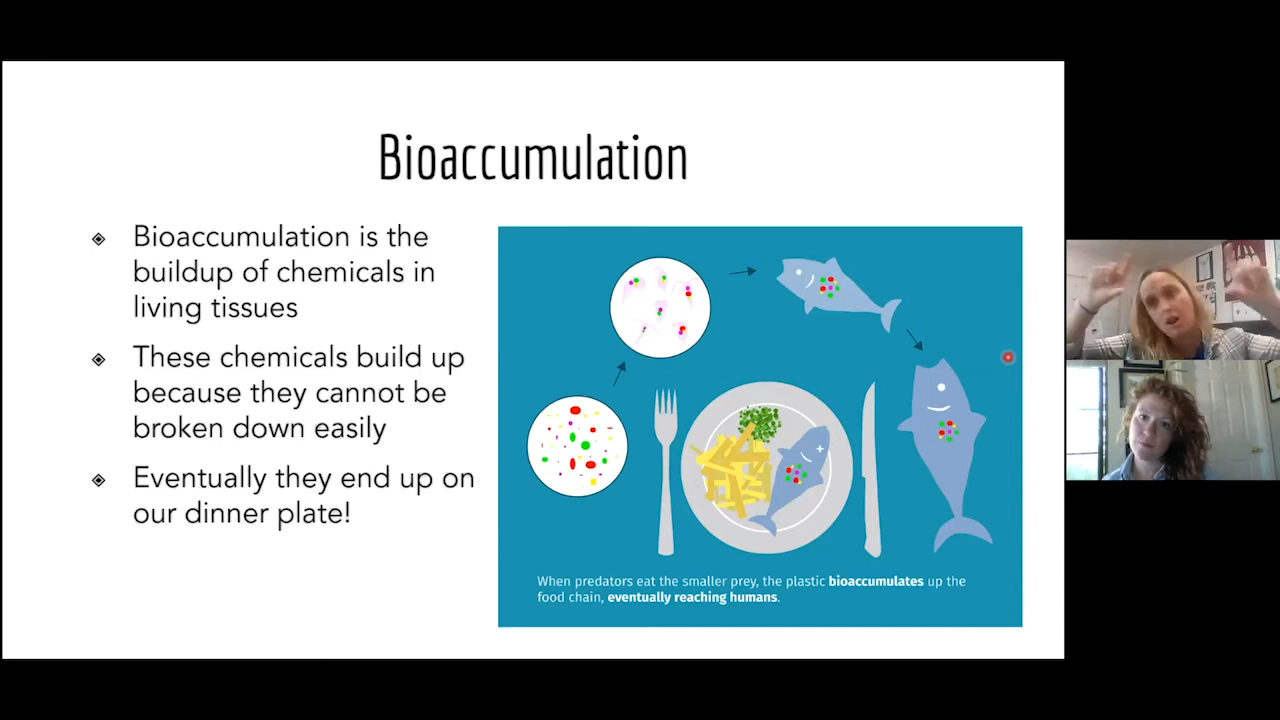 Bioaccumulation
Bioaccumulation is the
buildup of chemicals in
living tissues
These chemicals build up
because they cannot be
broken down easily
Eventually they end up on
our dinner plate!
When predators eat the smaller prey, the plastic bioaccumulates up the
food chain, eventually reaching humans.